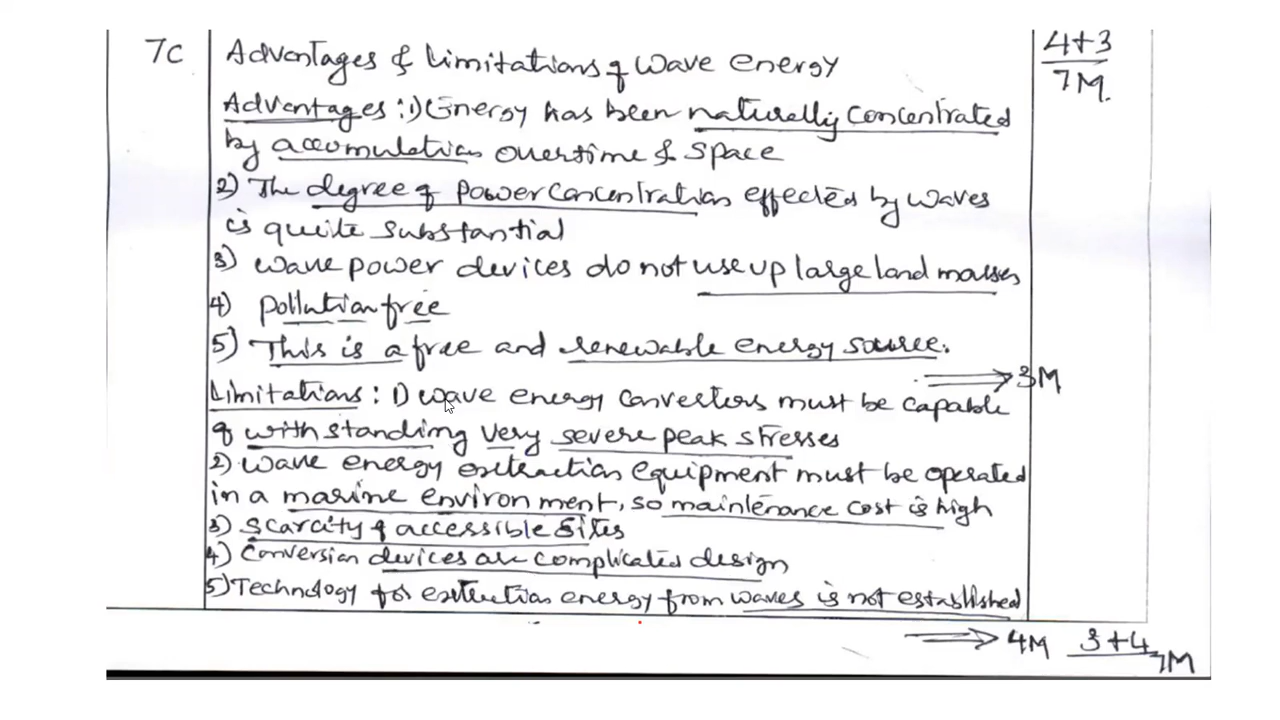 7c Advantages & Limitations of wave energy
4+3
7M.
Advantages : 1) Energy has been naturally concentrated
by accomulation over time & space
2) The degree of power concentration effected by waves
is quite substantial
3) wave power devices do not use up large land masses
4) pollution free
5) This is a free and renewable energy source.
⟹ 3M
Limitations : 1) wave energy converters must be capable
of withstanding very severe peak stresses
2) wave energy extraction equipment must be operated
in a marine environment, so maintenance cost is high
3) scarcity of accessible sites
4) Conversion devices are complicated design
5) Technology for extraction energy from waves is not established
⟹ 4M 3+4
7M